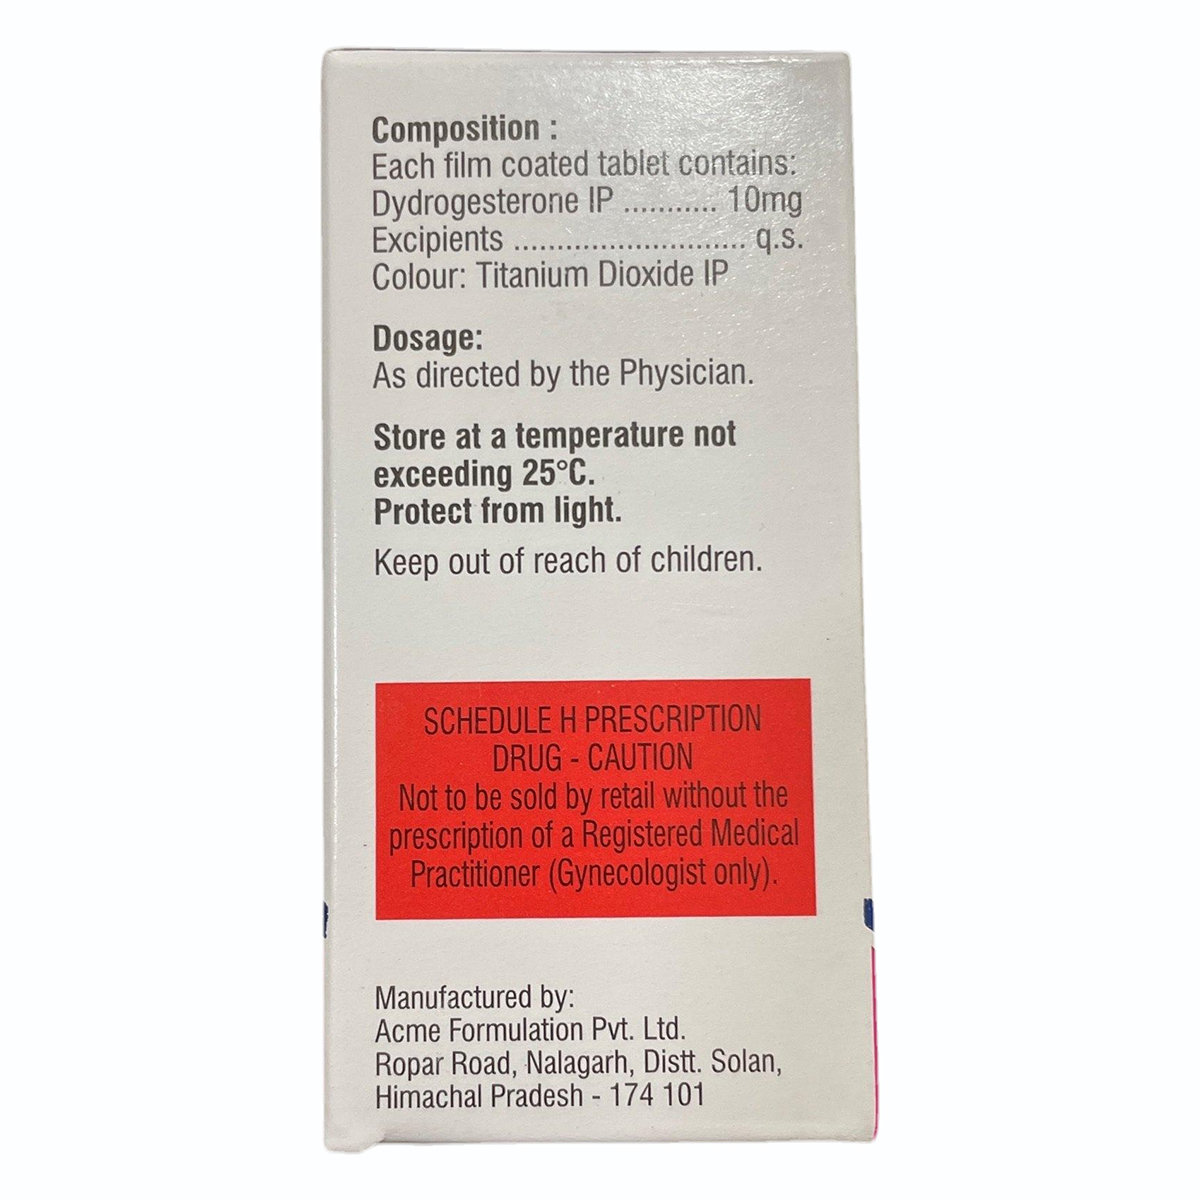 Composition :
Each film coated tablet contains:
Dydrogesterone IP ........... 10mg
Excipients ........................... q.s.
Colour: Titanium Dioxide IP
Dosage:
As directed by the Physician.
Store at a temperature not
exceeding 25°C.
Protect from light.
Keep out of reach of children.
SCHEDULE H PRESCRIPTION
DRUG - CAUTION
Not to be sold by retail without the
prescription of a Registered Medical
Practitioner (Gynecologist only).
Manufactured by:
Acme Formulation Pvt. Ltd.
Ropar Road, Nalagarh, Distt. Solan,
Himachal Pradesh - 174 101